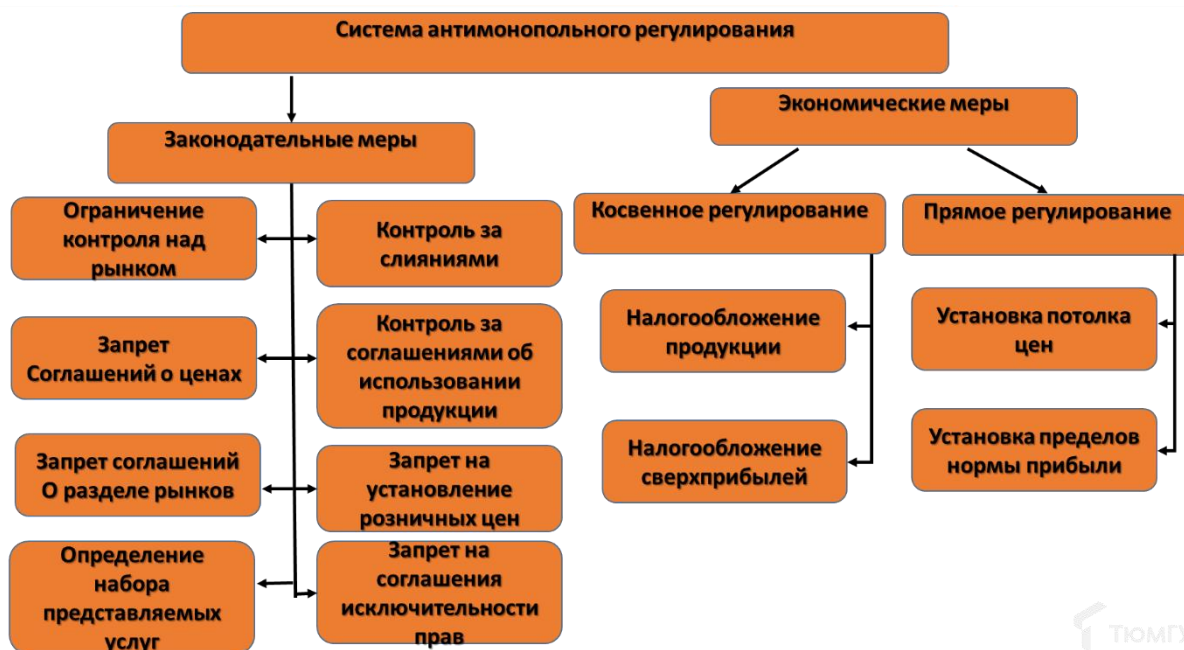 Система антимонопольного регулирования
Экономические меры
Законодательные меры
Косвенное регулирование
Прямое регулирование
Ограничение
контроля над
рынком
Контроль за
слияниями
Налогообложение
продукции
Установка потолка
цен
Запрет
Соглашений о ценах
Контроль за
соглашениями об
использовании
продукции
Налогообложение
сверхприбылей
Установка пределов
нормы прибыли
Запрет соглашений
О разделе рынков
Запрет на
установление
розничных цен
Определение
набора
представляемых
услуг
Запрет на
соглашения
исключительности
прав